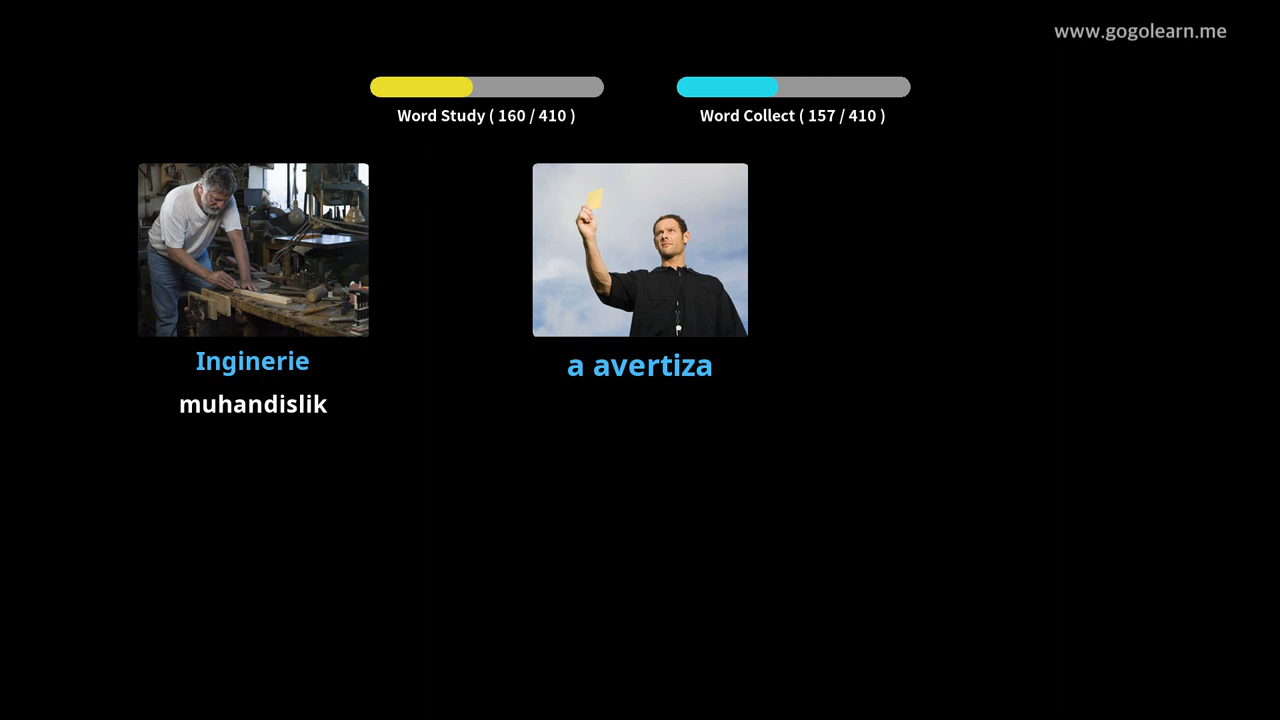 www.gogolearn.me
Word Study ( 160 / 410 )
Word Collect ( 157 / 410 )
Inginerie
muhandislik
a avertiza